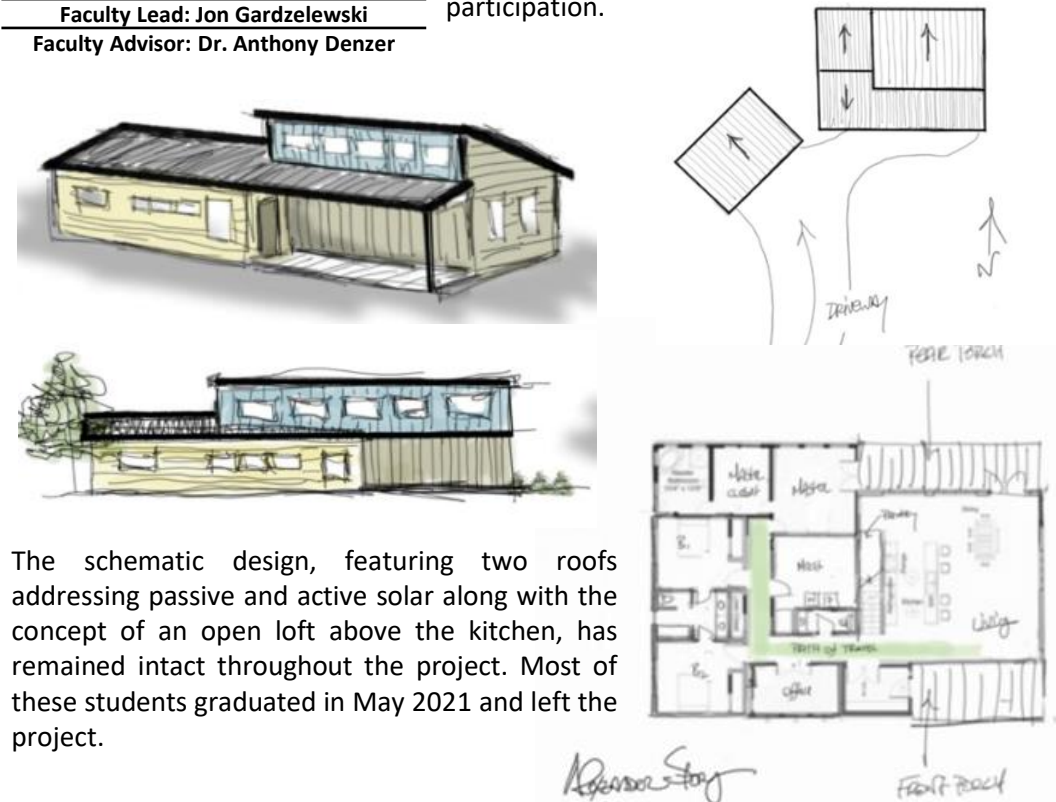 Faculty Lead: Jon Gardzelewski
Faculty Advisor: Dr. Anthony Denzer
participation.
N
DRIVEWAY
REAR PORCH
Master
closet
Master
Pantry
B.
Mech
Living
PATH OF TRAVEL
Office
FRONT PORCH
The schematic design, featuring two roofs
addressing passive and active solar along with the
concept of an open loft above the kitchen, has
remained intact throughout the project. Most of
these students graduated in May 2021 and left the
project.